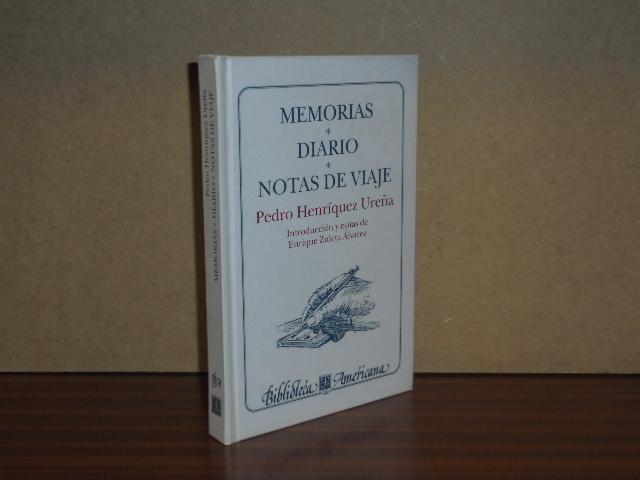 MEMORIAS
*
DIARIO
*
NOTAS DE VIAJE
Pedro Henríquez Ureña
Introducción y notas de
Enrique Zuleta Álvarez
Biblioteca Americana
Pedro Henríquez Ureña
MEMORIAS * DIARIO * NOTAS DE VIAJE